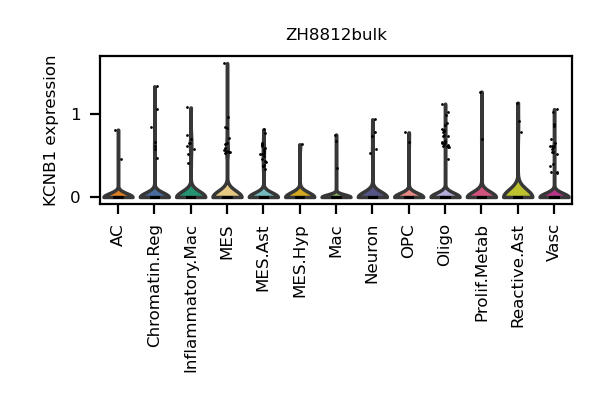 ZH8812bulk
KCNB1 expression
1
0
AC
Chromatin.Reg
Inflammatory.Mac
MES
MES.Ast
MES.Hyp
Mac
Neuron
OPC
Oligo
Prolif.Metab
Reactive.Ast
Vasc